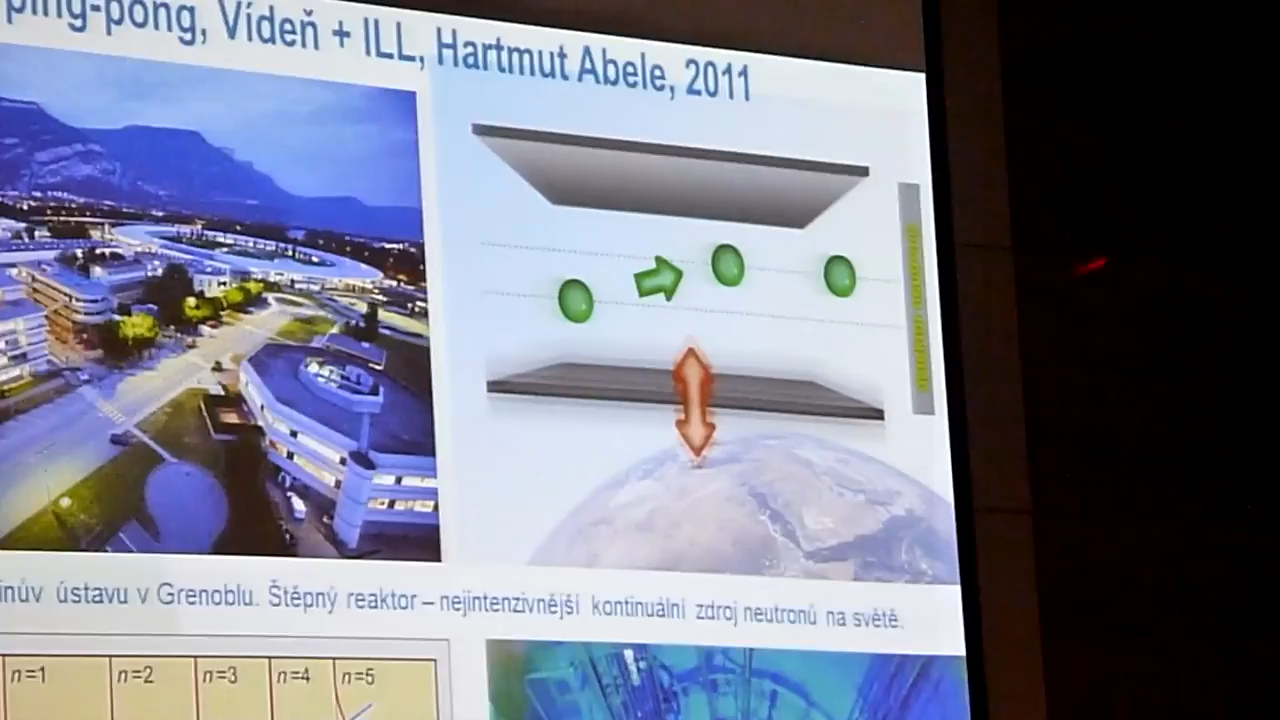 ping-pong, Vídeň + ILL, Hartmut Abele, 2011
ínův ústavu v Grenoblu. Štěpný reaktor – nejintenzivnější kontinuální zdroj neutronů na světě.
n=1 n=2 n=3 n=4 n=5